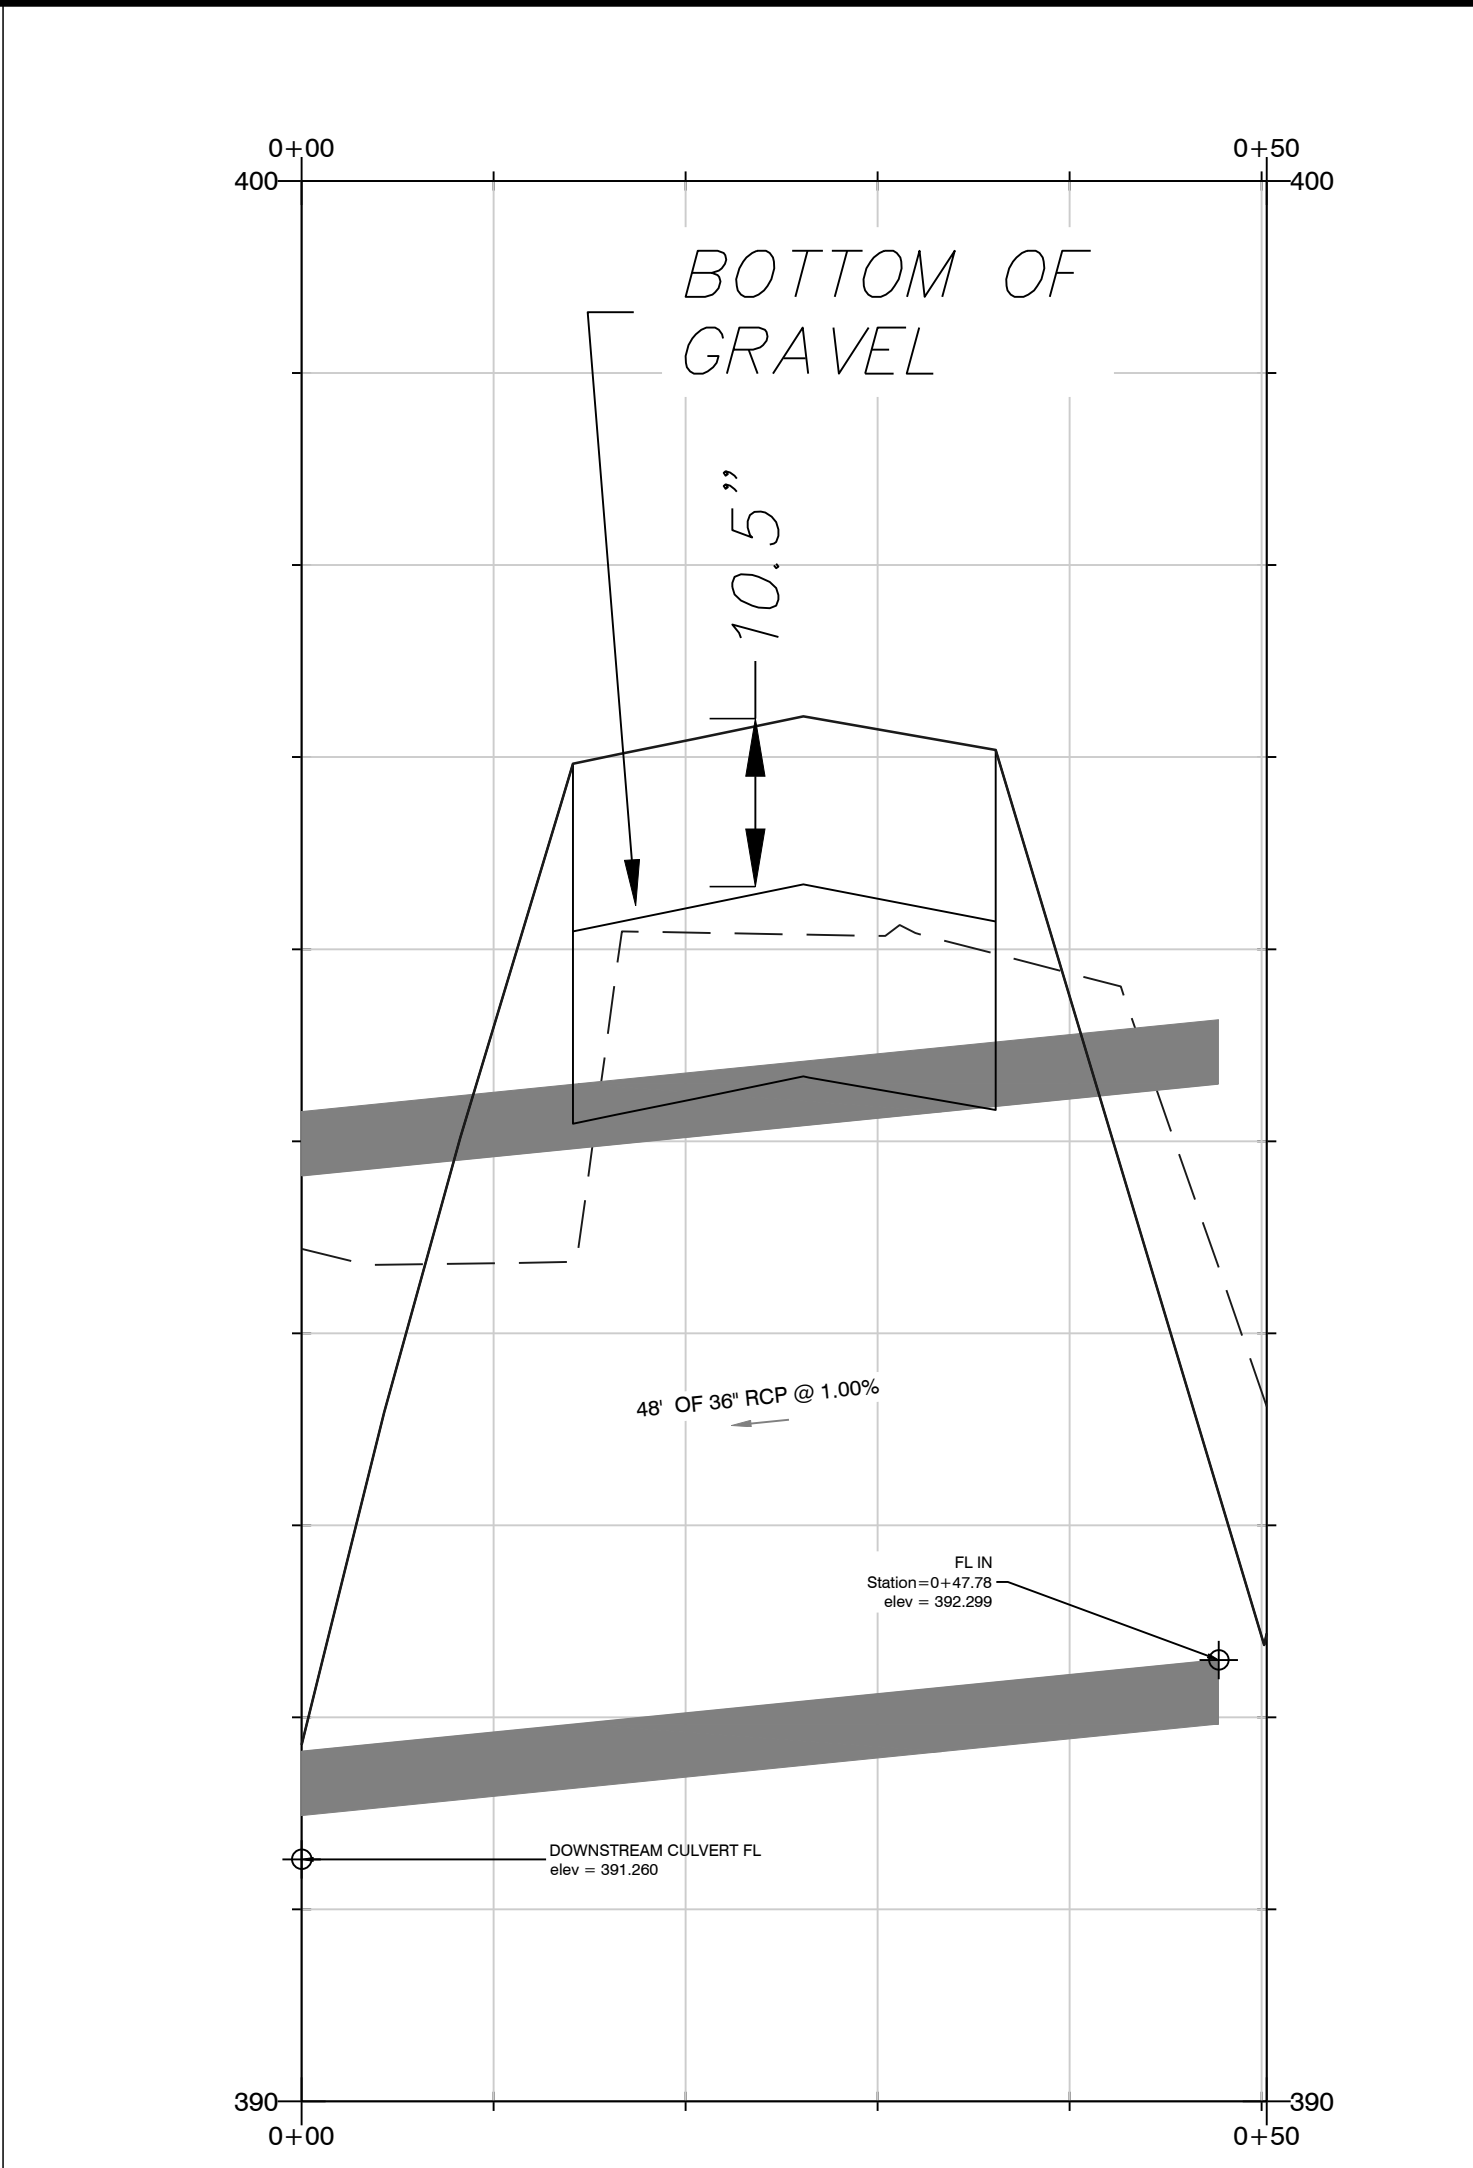 0+00
0+50
400
400
BOTTOM OF
GRAVEL
10.5"
48' OF 36" RCP @ 1.00%
FL IN
Station=0+47.78
elev = 392.299
DOWNSTREAM CULVERT FL
elev = 391.260
390
390
0+00
0+50